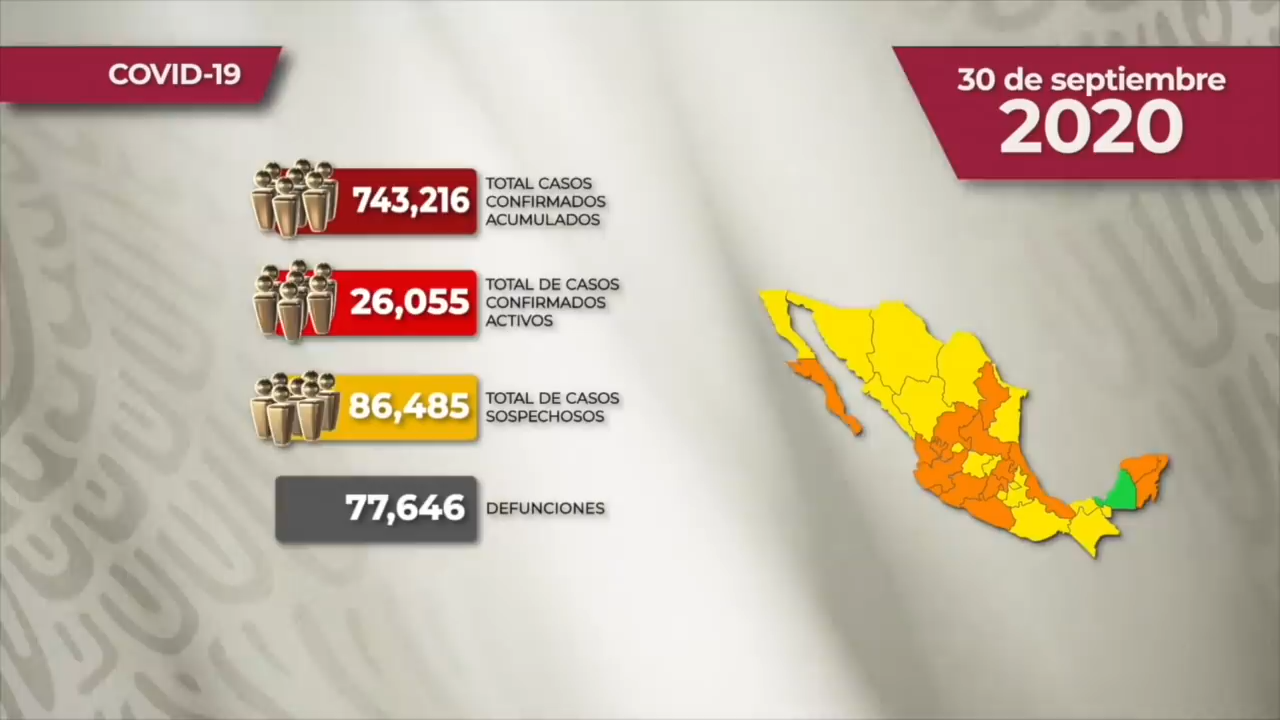 COVID-19
30 de septiembre
2020
743,216
TOTAL CASOS
CONFIRMADOS
ACUMULADOS
26,055
TOTAL DE CASOS
CONFIRMADOS
ACTIVOS
86,485
TOTAL DE CASOS
SOSPECHOSOS
77,646
DEFUNCIONES